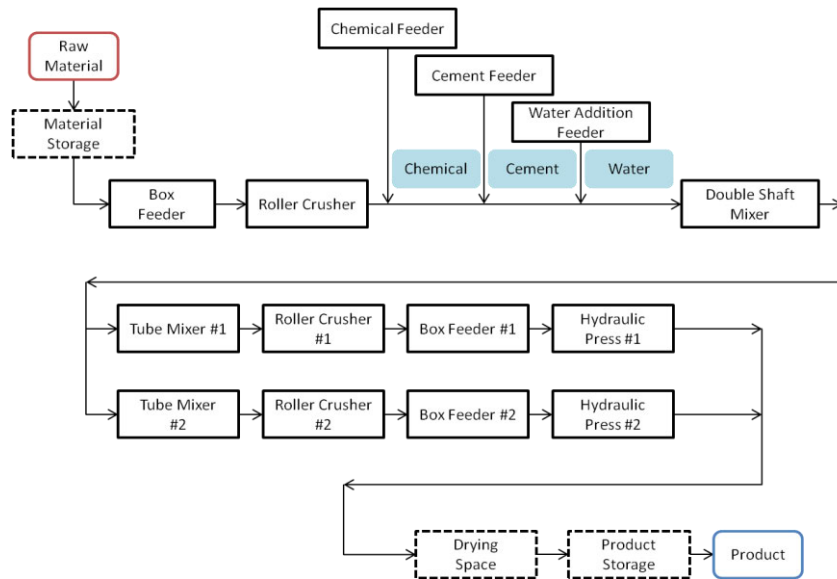 Chemical Feeder
Raw
Material
Cement Feeder
Material
Storage
Water Addition
Feeder
Chemical
Cement
Water
Box
Feeder
Roller Crusher
Double Shaft
Mixer
Tube Mixer #1
Roller Crusher
#1
Box Feeder #1
Hydraulic
Press #1
Tube Mixer
#2
Roller Crusher
#2
Box Feeder #2
Hydraulic
Press #2
Drying
Space
Product
Storage
Product